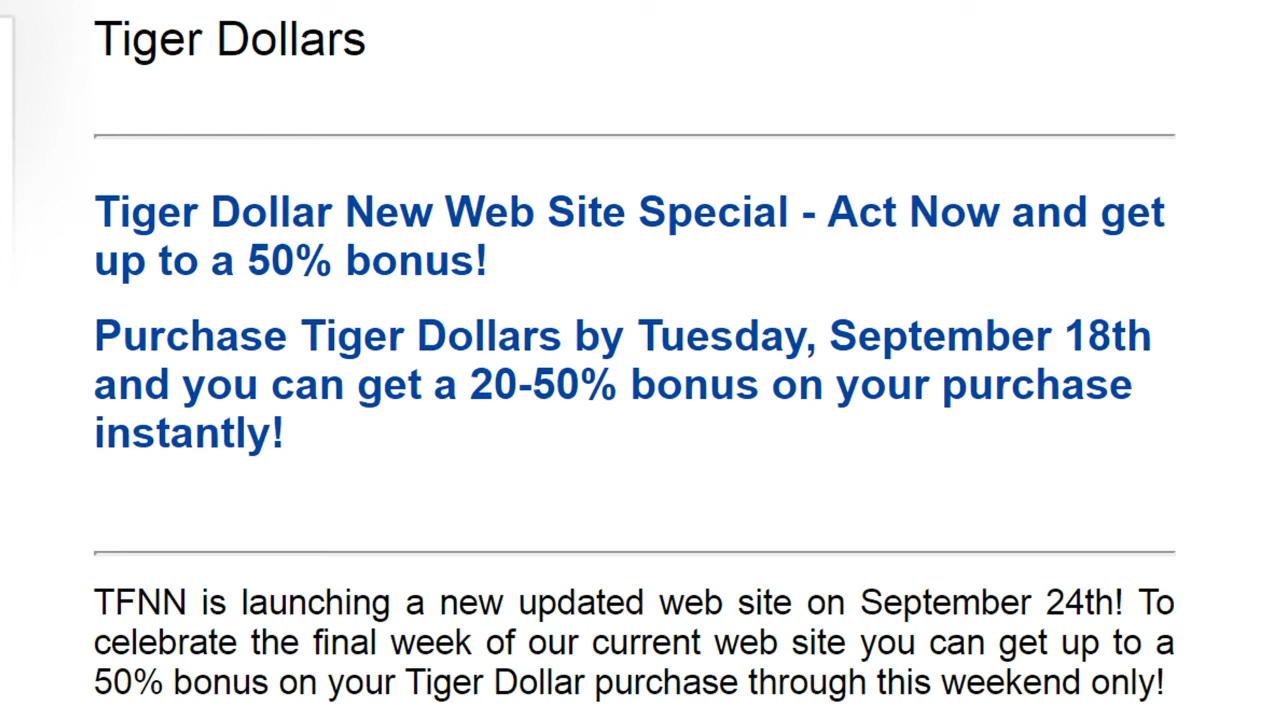 Tiger Dollars
Tiger Dollar New Web Site Special - Act Now and get
up to a 50% bonus!
Purchase Tiger Dollars by Tuesday, September 18th
and you can get a 20-50% bonus on your purchase
instantly!
TFNN is launching a new updated web site on September 24th! To
celebrate the final week of our current web site you can get up to a
50% bonus on your Tiger Dollar purchase through this weekend only!